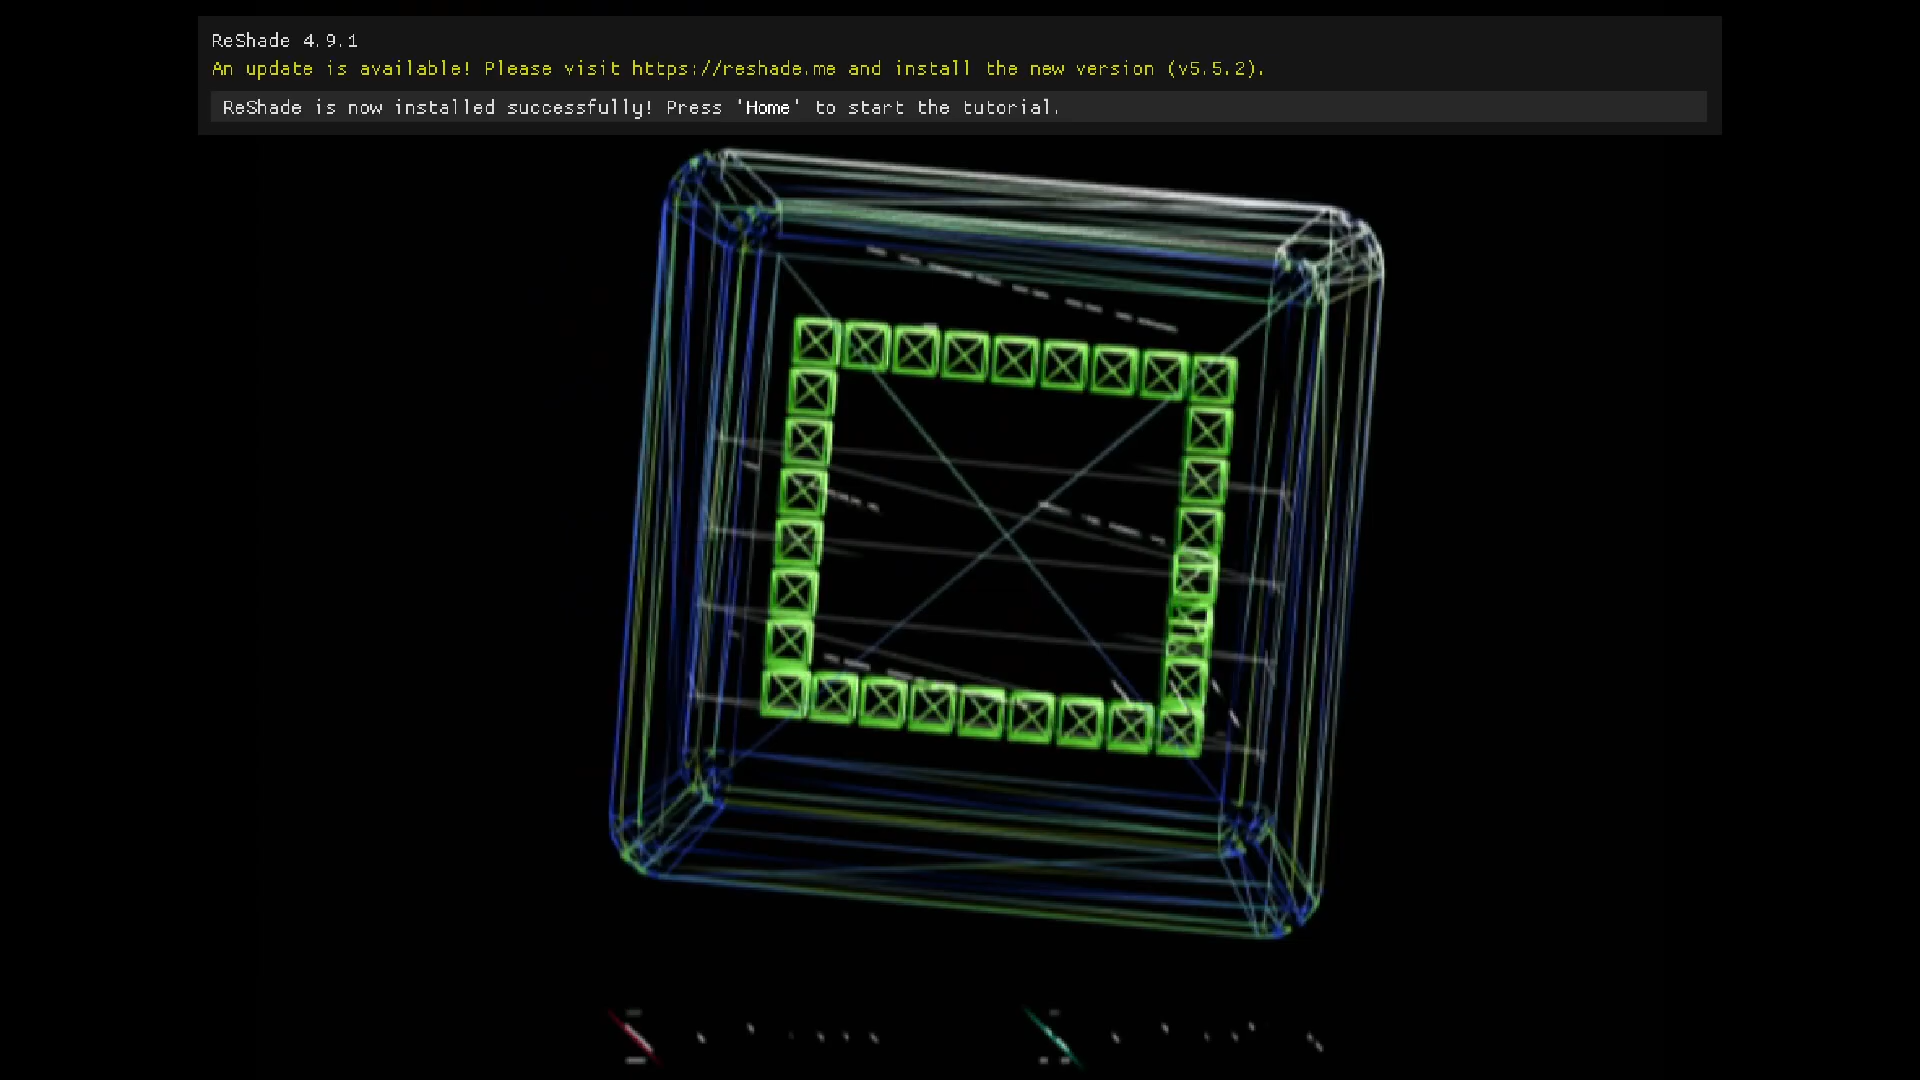 ReShade 4.9.1
An update is available! Please visit https://reshade.me and install the new version (v5.5.2).
ReShade is now installed successfully! Press 'Home' to start the tutorial.